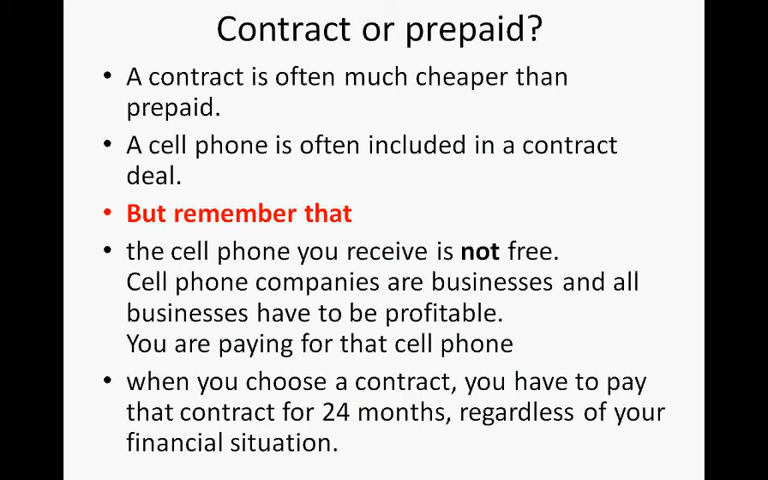 Contract or prepaid?
• A contract is often much cheaper than
prepaid.
• A cell phone is often included in a contract
deal.
• But remember that
• the cell phone you receive is not free.
Cell phone companies are businesses and all
businesses have to be profitable.
You are paying for that cell phone
• when you choose a contract, you have to pay
that contract for 24 months, regardless of your
financial situation.